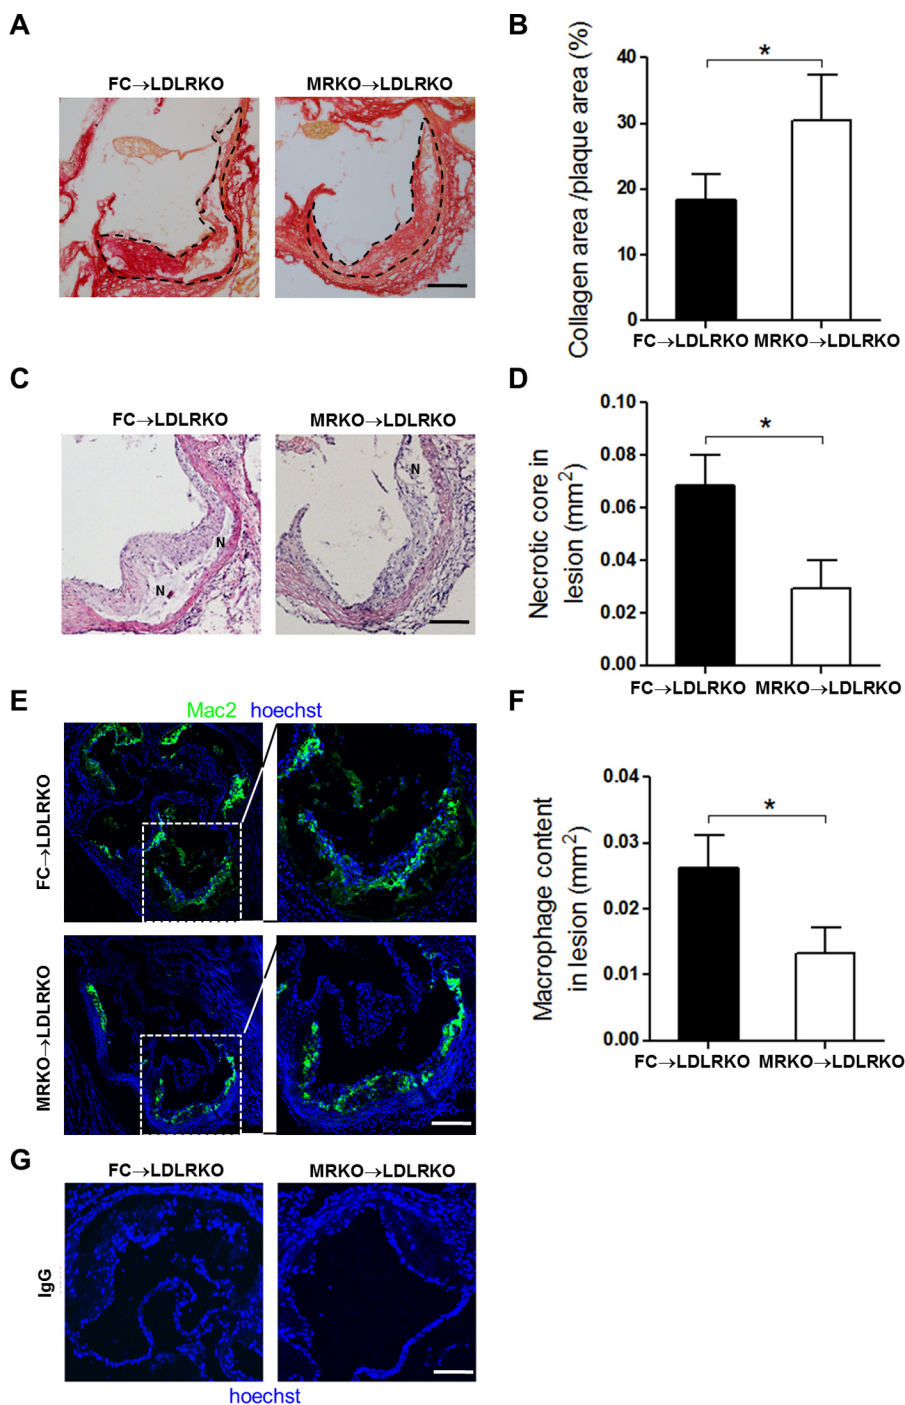 A
FC→LDLRKO
MRKO→LDLRKO
B
Collagen area /plaque area (%)
40
30
20
10
0
*
FC→LDLRKO
MRKO→LDLRKO
C
FC→LDLRKO
MRKO→LDLRKO
N
N
N
D
Necrotic core in
lesion (mm²)
0.10
0.08
0.06
0.04
0.02
0.00
*
FC→LDLRKO
MRKO→LDLRKO
E
Mac2 hoechst
FC→LDLRKO
MRKO→LDLRKO
F
Macrophage content
in lesion (mm²)
0.04
0.03
0.02
0.01
0.00
*
FC→LDLRKO
MRKO→LDLRKO
G
FC→LDLRKO
MRKO→LDLRKO
IgG
hoechst